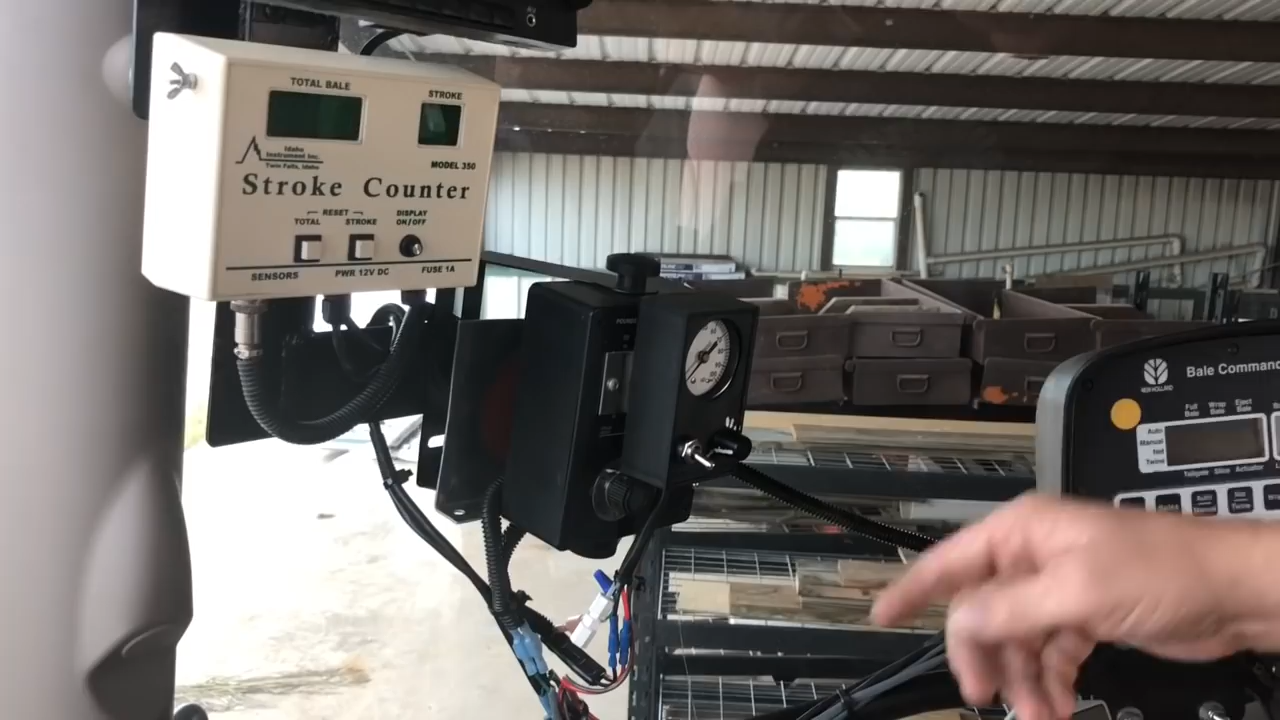 TOTAL BALE
STROKE
Idaho
Instrument Inc.
Twin Falls, Idaho
MODEL 350
Stroke Counter
RESET
TOTAL
STROKE
DISPLAY
ON/OFF
SENSORS
PWR 12V DC
FUSE 1A
NEW HOLLAND
Bale Command
Full
Bale
Wrap
Bale
Eject
Bale
Auto
Manual
Net
Twine
Tailgate Slice Actuator